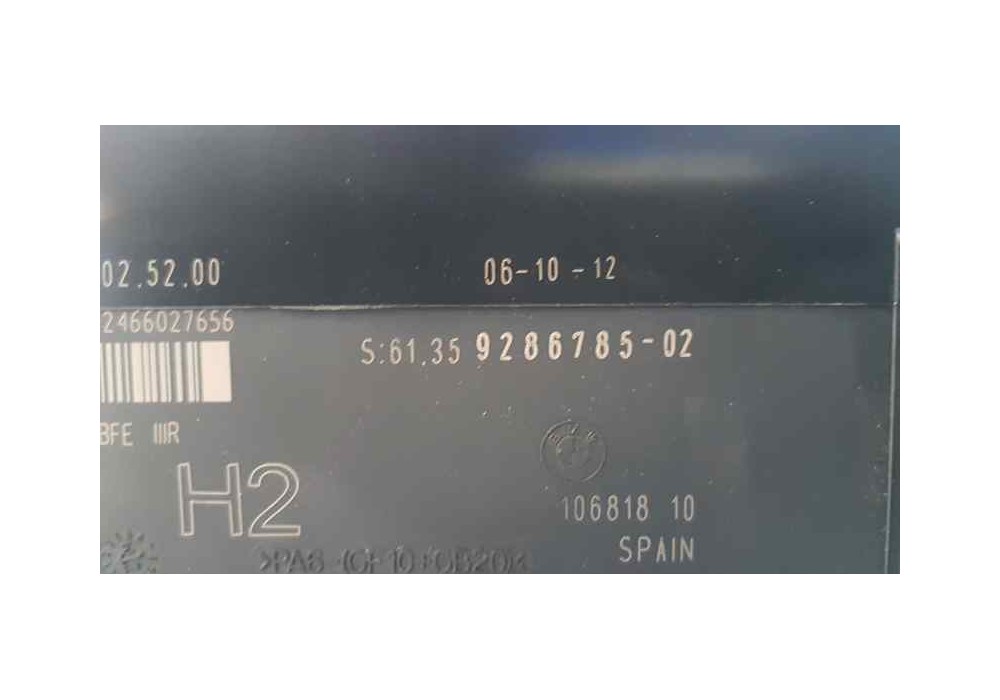 02.52.00 06-10-12
2466027656
S:61.35 9286785-02
BFE IIIR
H2
106818 10
SPAIN